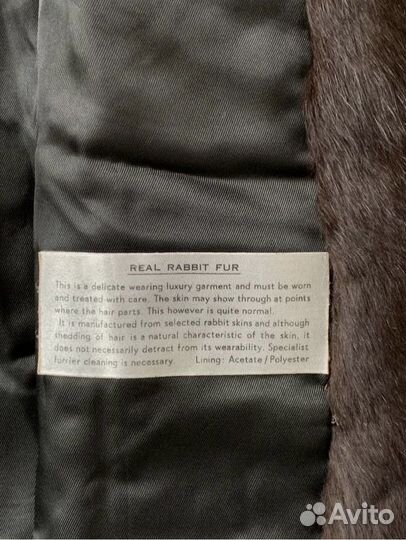 REAL RABBIT FUR
This is a delicate wearing luxury garment and must be worn
and treated with care. The skin may show through at points
where the hair parts. This however is quite normal.
It is manufactured from selected rabbit skins and although
shedding of hair is a natural characteristic of the skin, it
does not necessarily detract from its wearability. Specialist
furrier cleaning is necessary. Lining: Acetate/Polyester
Avito